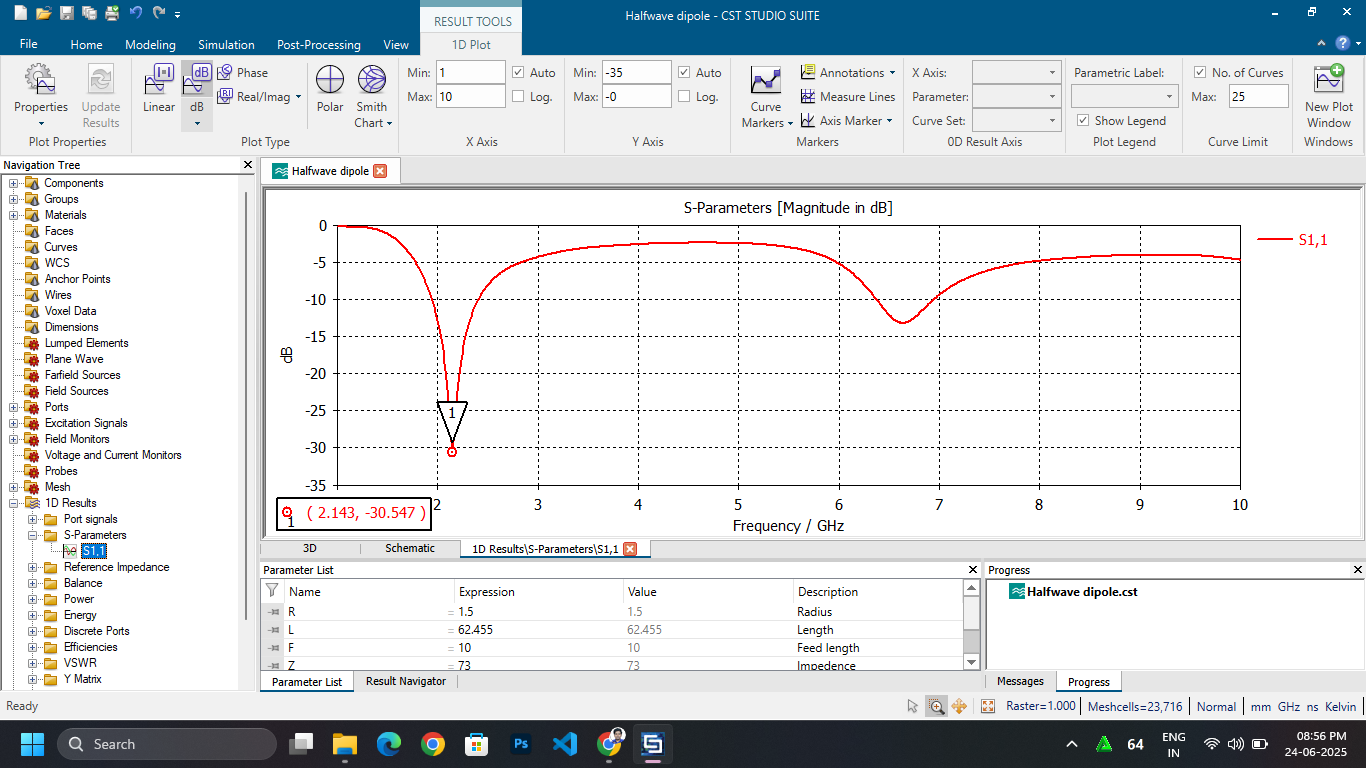 Halfwave dipole - CST STUDIO SUITE
RESULT TOOLS
File Home Modeling Simulation Post-Processing View 1D Plot
Properties
Update Results
Plot Properties
Linear
dB
Phase
Real/Imag
Polar
Smith Chart
Plot Type
Min: 1 Auto
Max: 10 Log.
X Axis
Min: -35 Auto
Max: -0 Log.
Y Axis
Curve Markers
Annotations
Measure Lines
Axis Marker
Markers
X Axis:
Parameter:
Curve Set:
0D Result Axis
Parametric Label:
Show Legend
Plot Legend
No. of Curves
Max: 25
Curve Limit
New Plot Window
Windows
Navigation Tree
Components
Groups
Materials
Faces
Curves
WCS
Anchor Points
Wires
Voxel Data
Dimensions
Lumped Elements
Plane Wave
Farfield Sources
Field Sources
Ports
Excitation Signals
Field Monitors
Voltage and Current Monitors
Probes
Mesh
1D Results
Port signals
S-Parameters
S1,1
Reference Impedance
Balance
Power
Energy
Discrete Ports
Efficiencies
VSWR
Y Matrix
Halfwave dipole
S-Parameters [Magnitude in dB]
S1,1
0
-5
-10
-15
-20
-25
-30
-35
dB
1
2 3 4 5 6 7 8 9 10
Frequency / GHz
1 ( 2.143, -30.547 )
3D Schematic 1D Results\S-Parameters\S1,1
Parameter List
Name Expression Value Description
R = 1.5 1.5 Radius
L = 62.455 62.455 Length
F = 10 10 Feed length
Z = 73 73 Impedence
Parameter List Result Navigator
Progress
Halfwave dipole.cst
Messages Progress
Ready
Raster=1.000 Meshcells=23,716 Normal mm GHz ns Kelvin
Search
Ps
64
ENG
IN
08:56 PM
24-06-2025